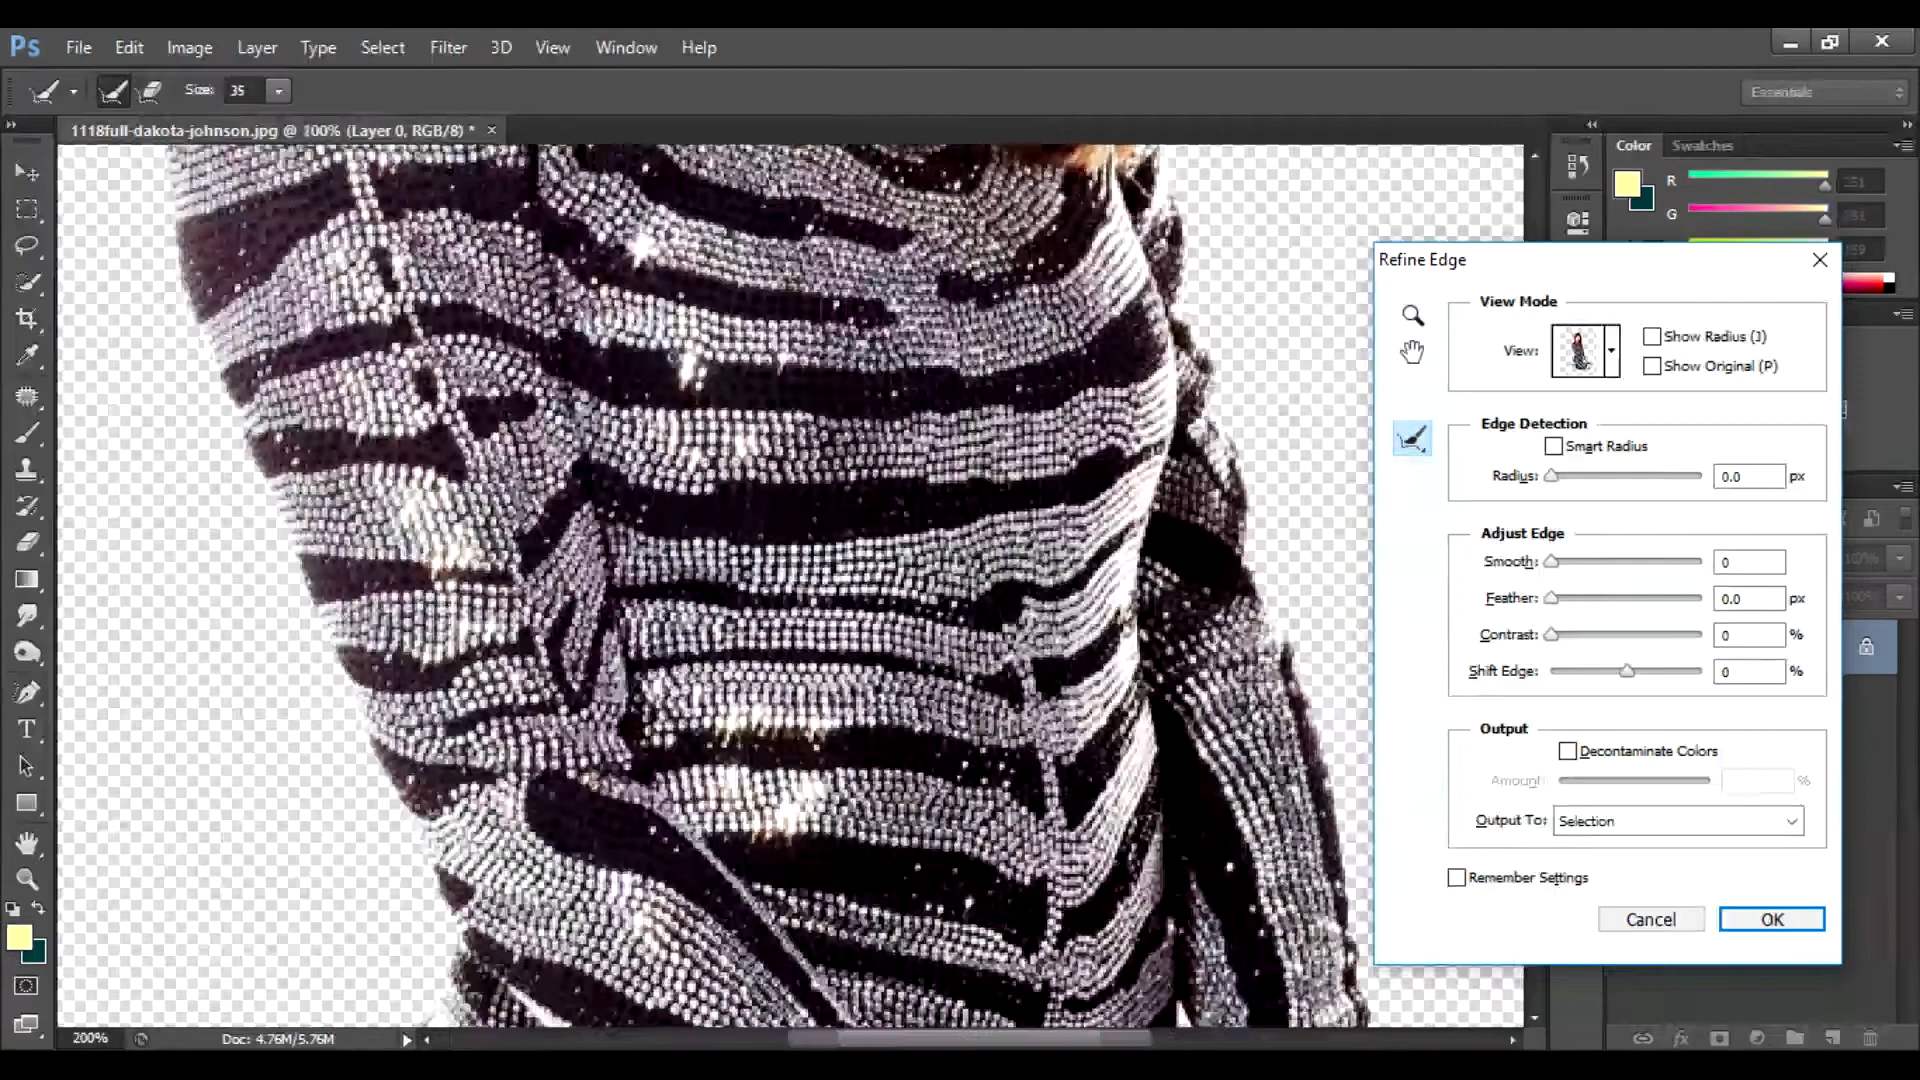 Ps File Edit Image Layer Type Select Filter 3D View Window Help
Size: 35
Essentials
1118full-dakota-johnson.jpg @ 100% (Layer 0, RGB/8) * ×
Color Swatches
R
G
Refine Edge
View Mode
View:
Show Radius (J)
Show Original (P)
Edge Detection
Smart Radius
Radius: 0.0 px
Adjust Edge
Smooth: 0
Feather: 0.0 px
Contrast: 0 %
Shift Edge: 0 %
Output
Decontaminate Colors
Amount: %
Output To: Selection
Remember Settings
Cancel OK
200% Doc: 4.76M/5.76M